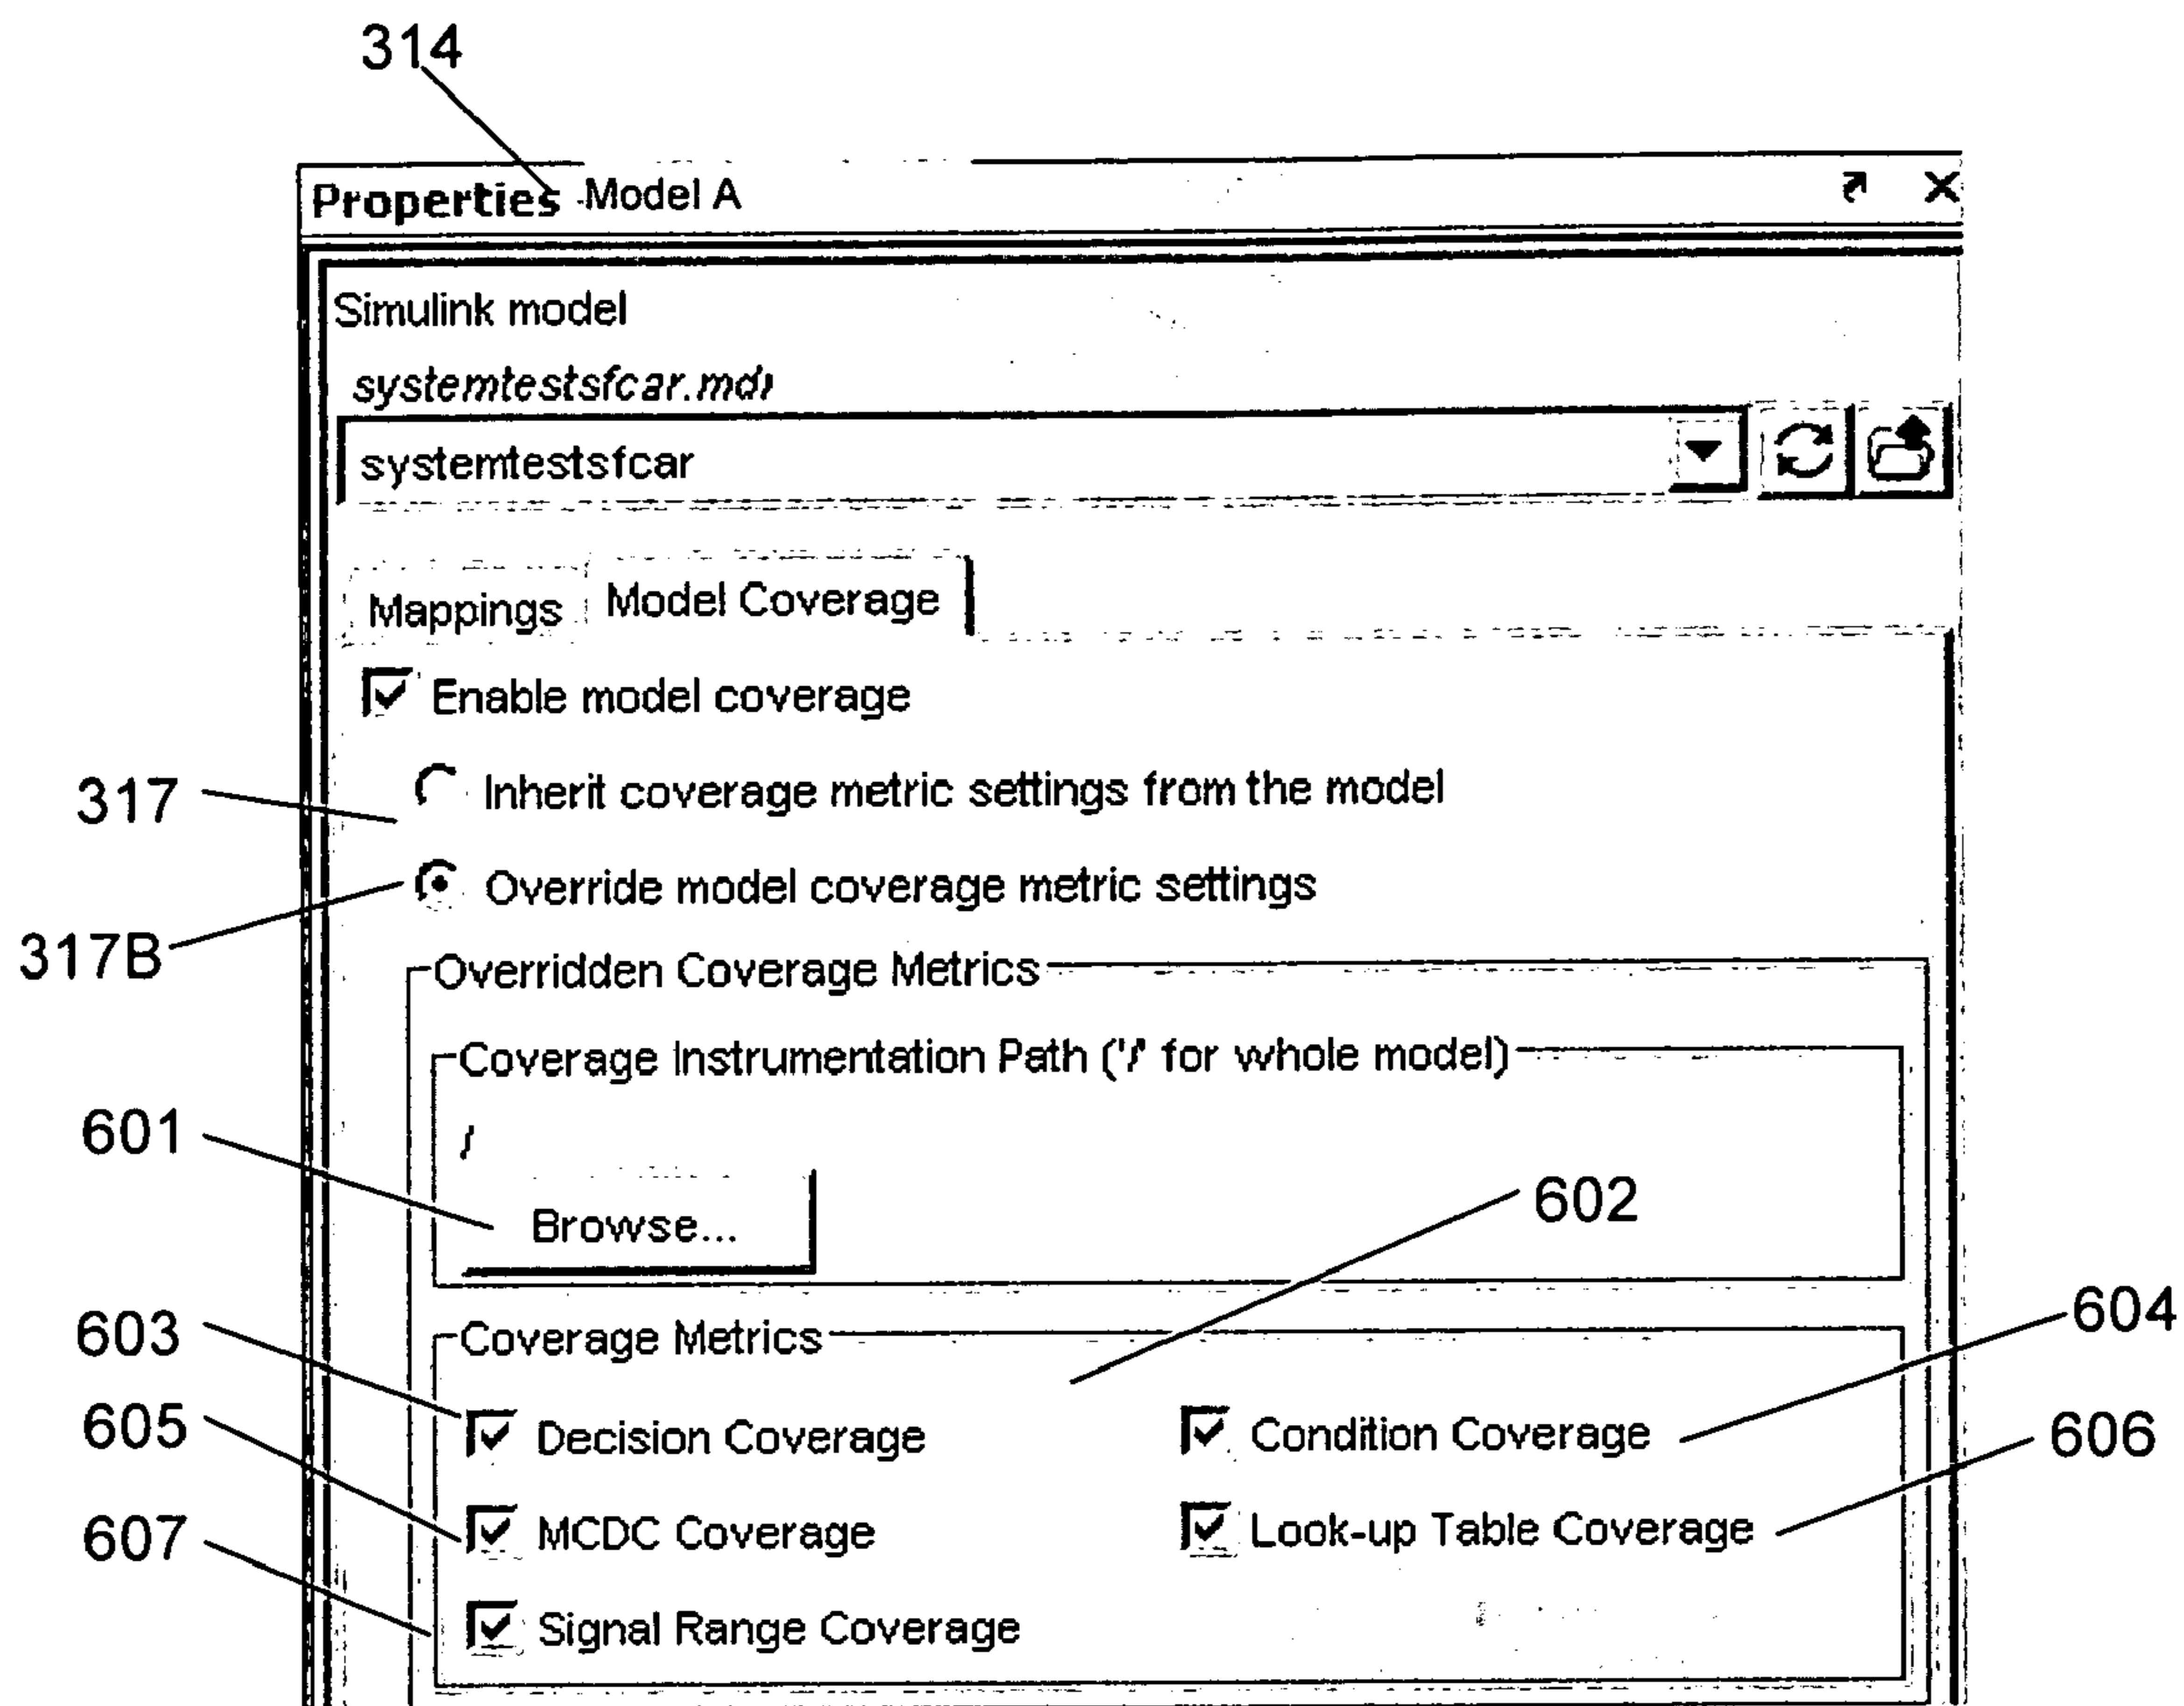 314
Properties - Model A
Simulink model
systemtestsfcar.mdl
systemtestsfcar
Mappings Model Coverage
Enable model coverage
317
Inherit coverage metric settings from the model
Override model coverage metric settings
317B
Overridden Coverage Metrics
Coverage Instrumentation Path ('/' for whole model)
601
/
602
Browse...
603
604
Coverage Metrics
605
Decision Coverage
Condition Coverage
606
607
MCDC Coverage
Look-up Table Coverage
Signal Range Coverage